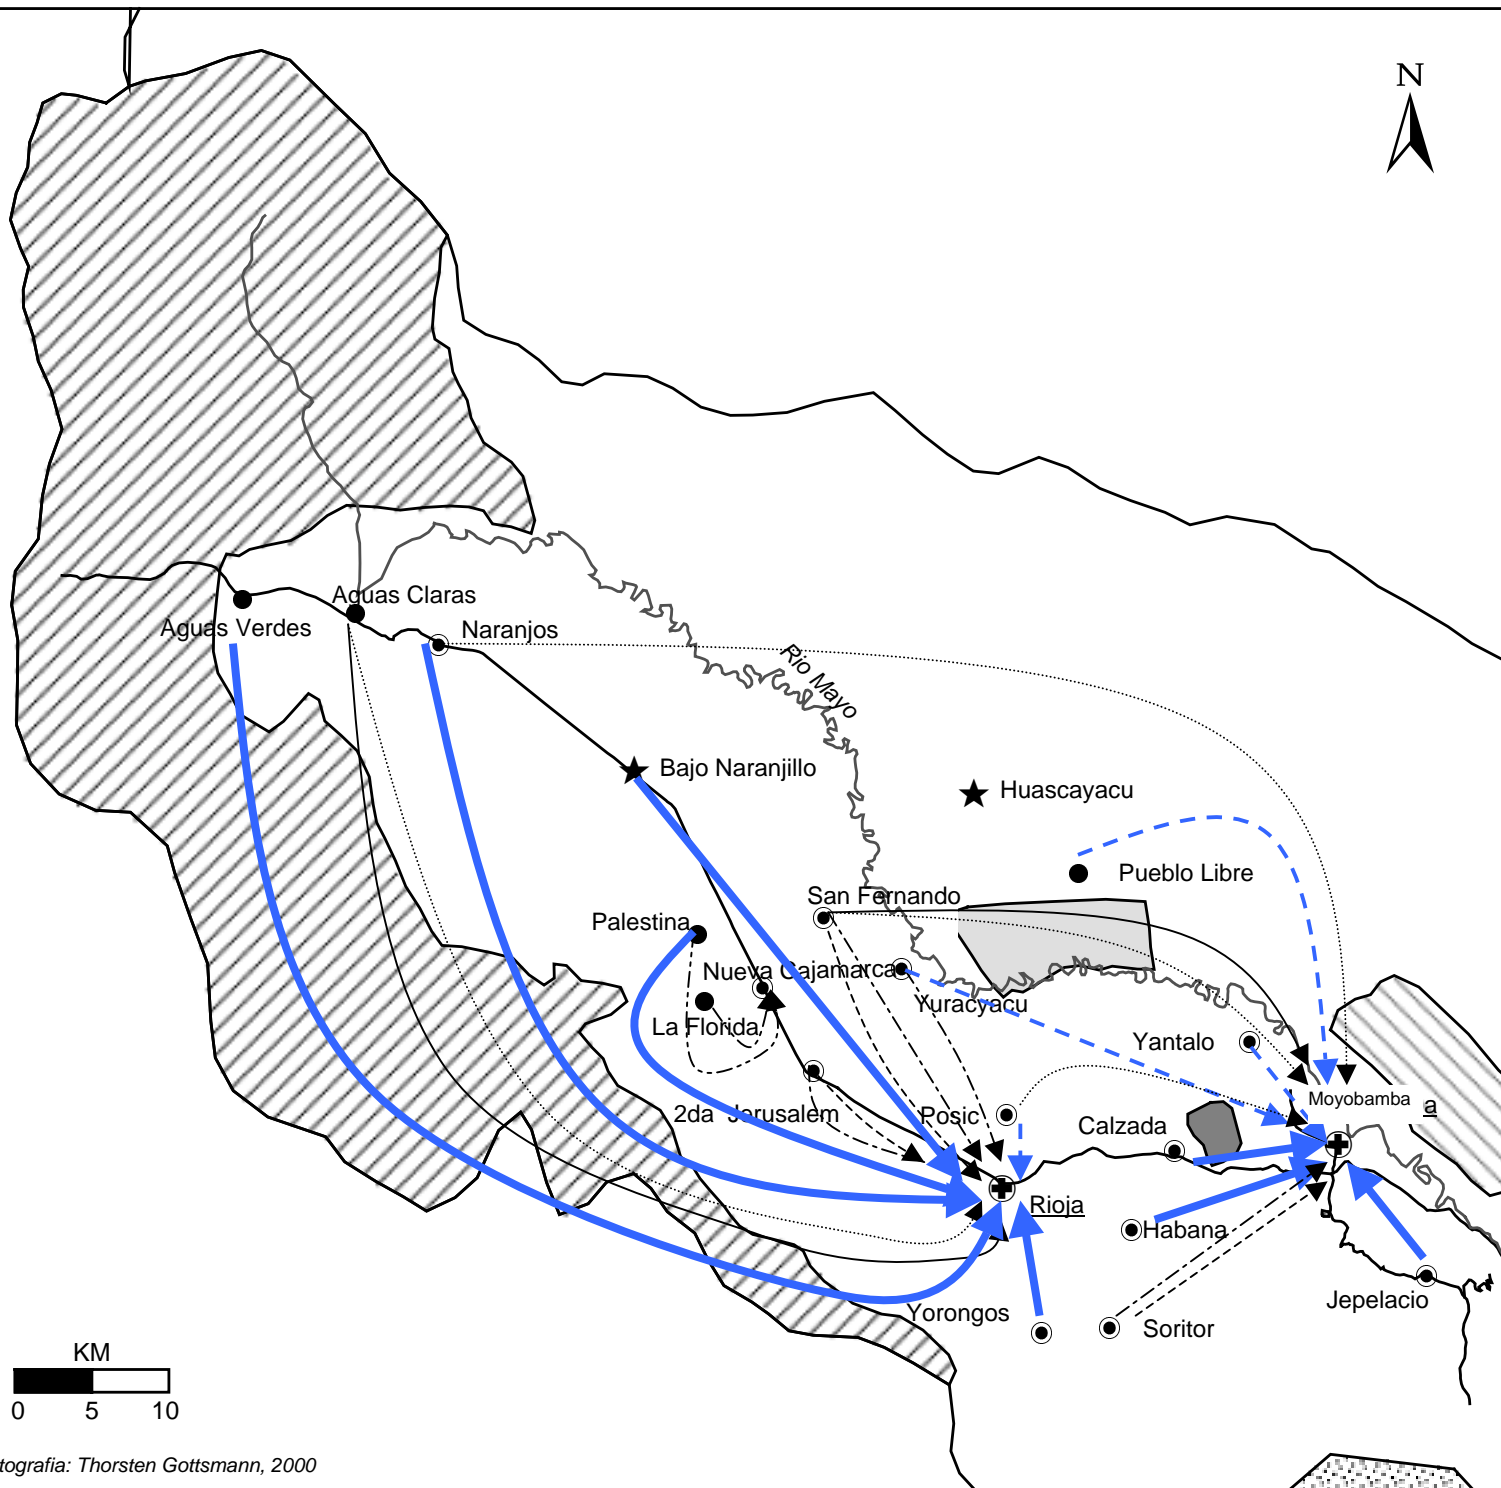 N
Aguas Claras
Aguas Verdes
Naranjos
Rio Mayo
Bajo Naranjillo
Huascayacu
Pueblo Libre
San Fernando
Palestina
Nueva Cajamarca
Yuracyacu
La Florida
Yantalo
Moyobamba
a
2da Jerusalem
Posic
Calzada
Rioja
Habana
Yorongos
Soritor
Jepelacio
KM
0 5 10
tografia: Thorsten Gottsmann, 2000